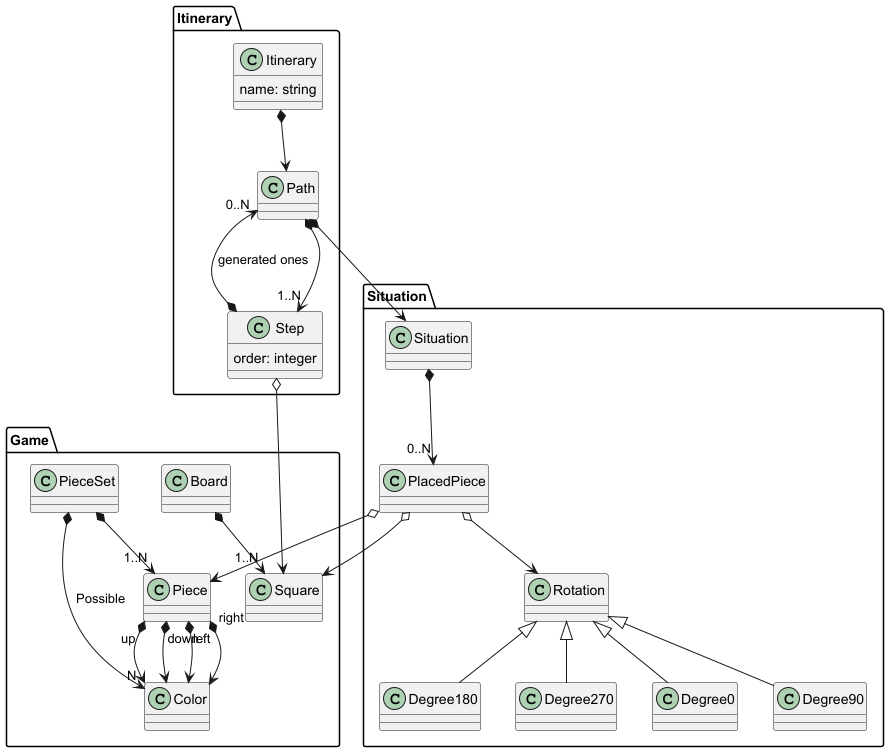 Itinerary
C Itinerary
name: string
C Path
0..N
generated ones
1..N
C Step
order: integer
Situation
C Situation
0..N
C PlacedPiece
Game
C PieceSet
C Board
1..N
1..N
C Piece
C Square
C Rotation
Possible
up
down
left
right
N
C Color
C Degree180
C Degree270
C Degree0
C Degree90